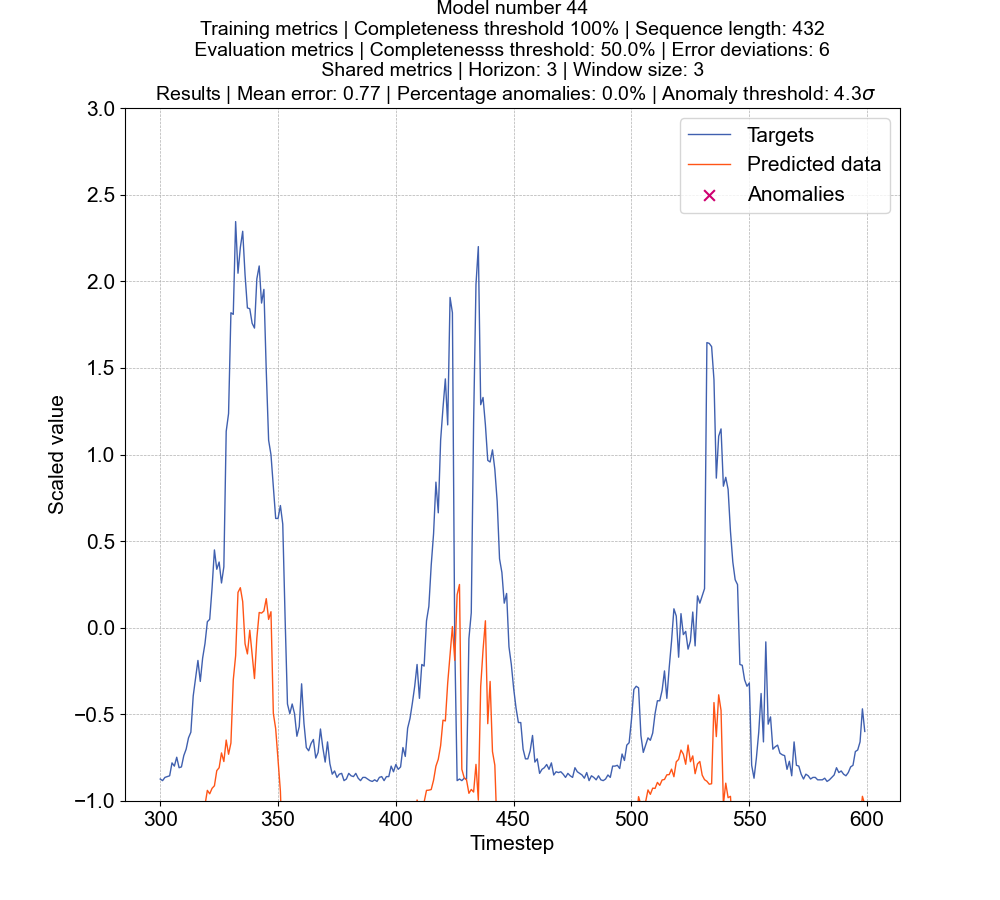 Model number 44
Training metrics | Completeness threshold 100% | Sequence length: 432
Evaluation metrics | Completenesss threshold: 50.0% | Error deviations: 6
Shared metrics | Horizon: 3 | Window size: 3
Results | Mean error: 0.77 | Percentage anomalies: 0.0% | Anomaly threshold: 4.3σ
Targets
Predicted data
Anomalies
Scaled value
3.0
2.5
2.0
1.5
1.0
0.5
0.0
−0.5
−1.0
300 350 400 450 500 550 600
Timestep